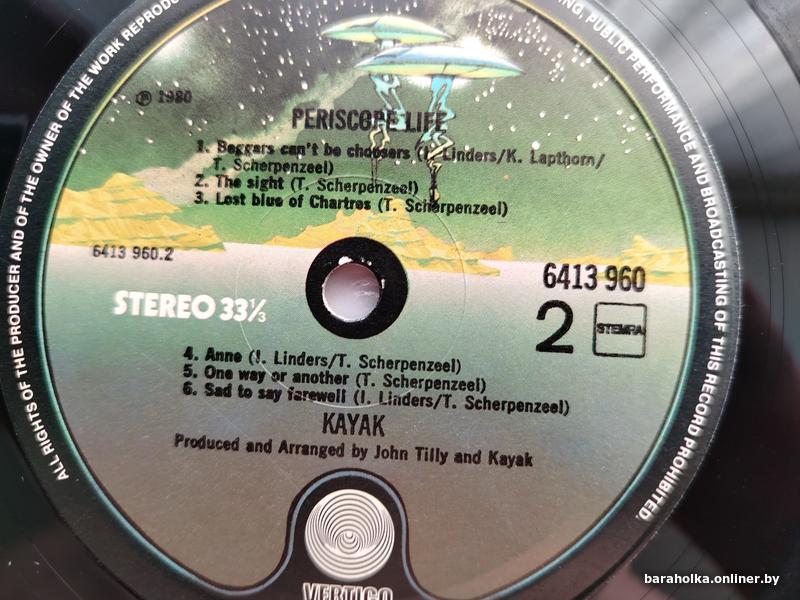 ALL RIGHTS OF THE PRODUCER AND OF THE OWNER OF THE WORK REPRODU
ING, PUBLIC PERFORMANCE AND BROADCASTING OF THIS RECORD PROHIBITED.
℗ 1980
PERISCOPE LIFE
1. Beggars can't be choosers (I. Linders/K. Lapthorn/
T. Scherpenzeel)
2. The sight (T. Scherpenzeel)
3. Lost blue of Chartres (T. Scherpenzeel)
6413 960.2
6413 960
STEREO 33⅓
2
STEMRA
4. Anne (I. Linders/T. Scherpenzeel)
5. One way or another (T. Scherpenzeel)
6. Sad to say farewell (I. Linders/T. Scherpenzeel)
KAYAK
Produced and Arranged by John Tilly and Kayak
VERTIGO
baraholka.onliner.by